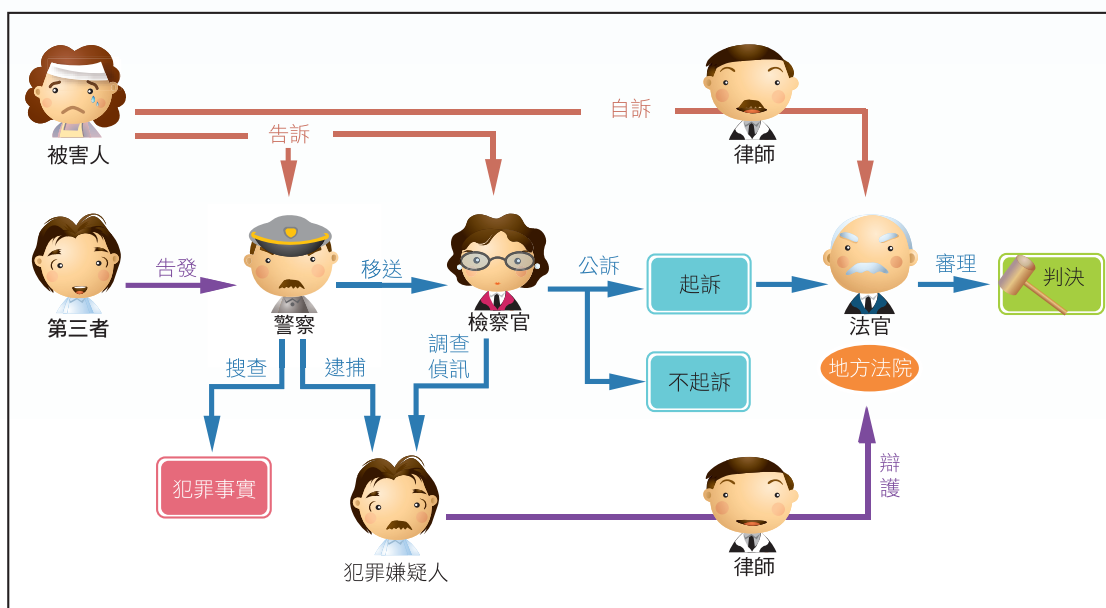 自訴
告訴
被害人
律師
告發
移送
公訴
起訴
審理
判決
第三者
警察
檢察官
法官
搜查
逮捕
調查
偵訊
不起訴
地方法院
犯罪事實
辯
護
犯罪嫌疑人
律師